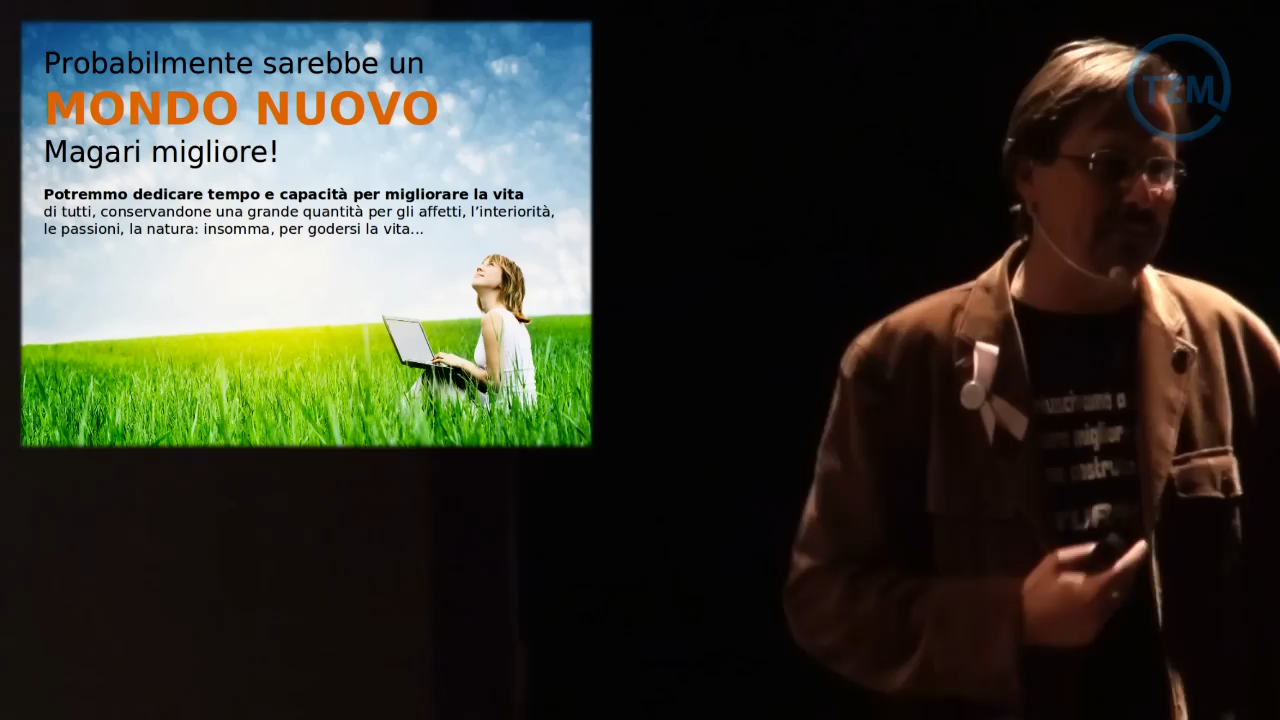 Probabilmente sarebbe un
MONDO NUOVO
Magari migliore!
Potremmo dedicare tempo e capacità per migliorare la vita
di tutti, conservandone una grande quantità per gli affetti, l’interiorità,
le passioni, la natura: insomma, per godersi la vita...
TZM